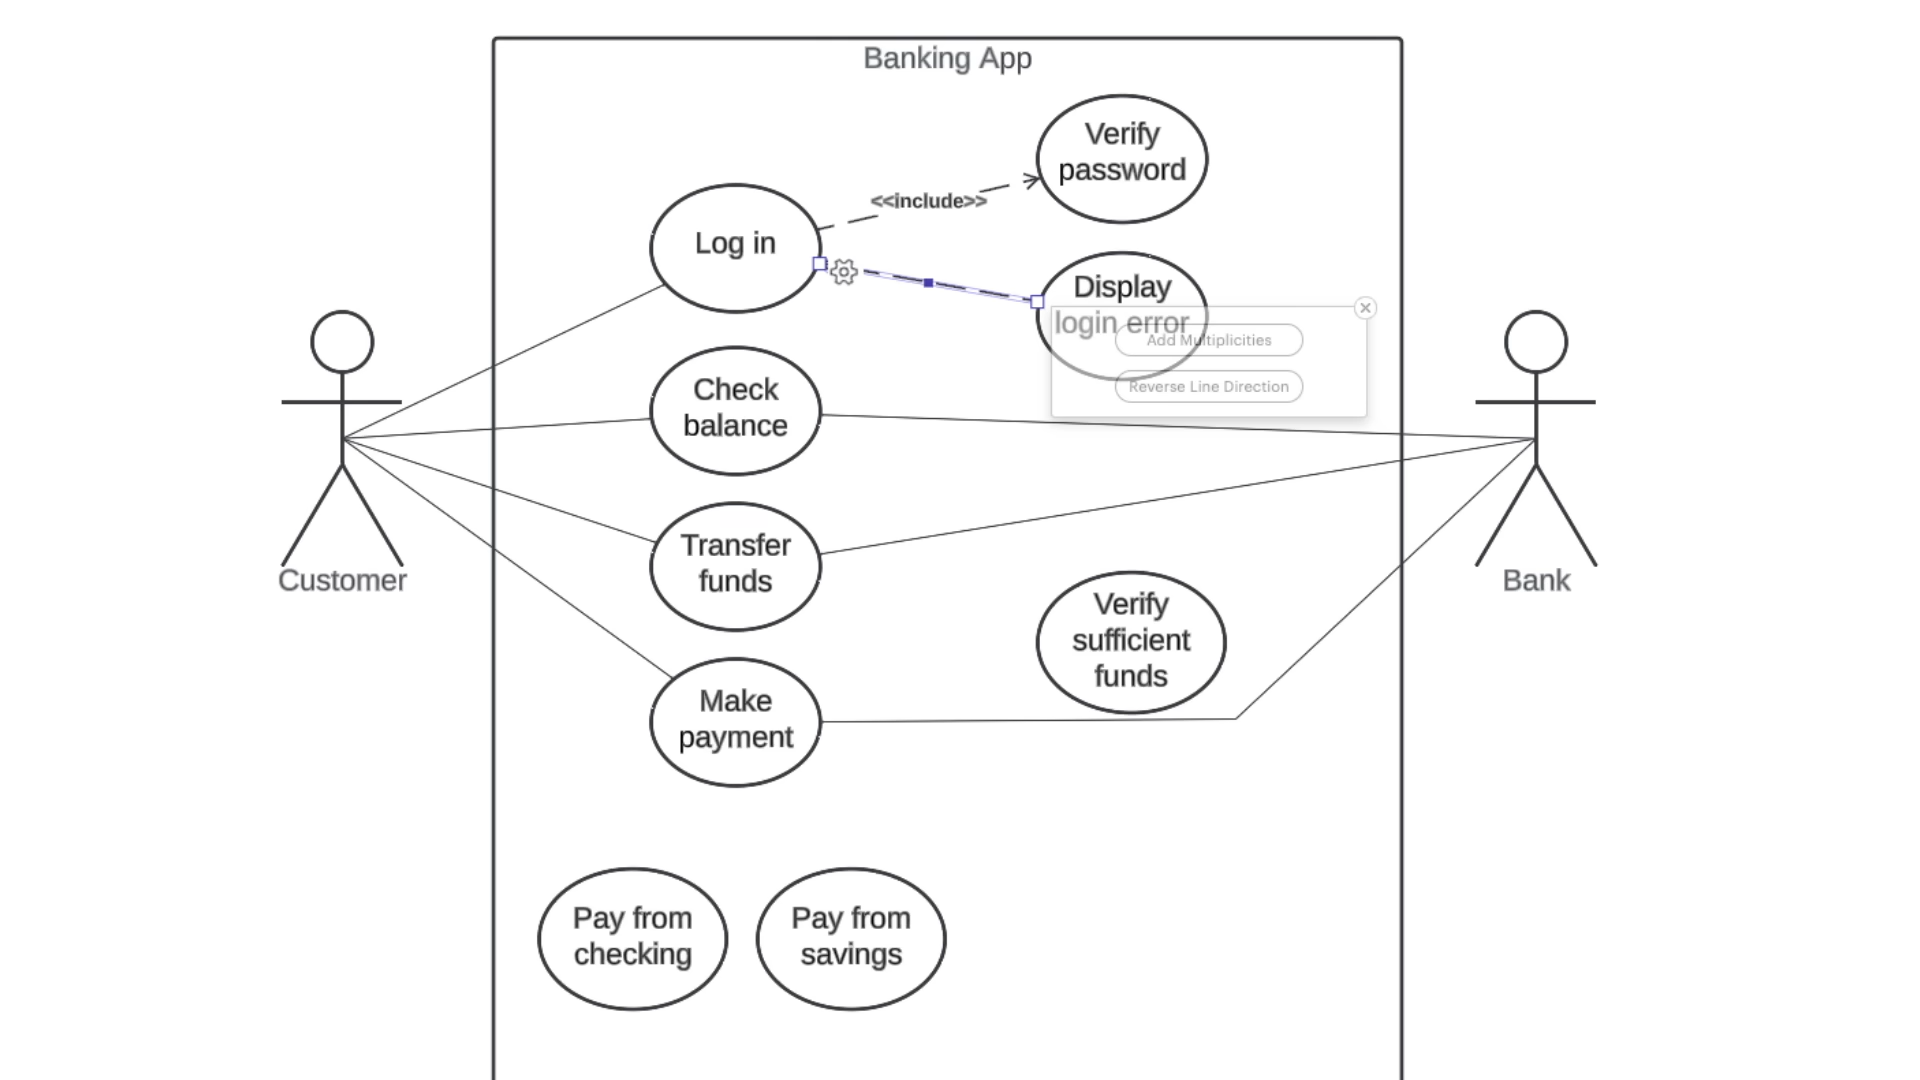 Banking App
Verify
password
<<include>>
Log in
Display
login error
Add Multiplicities
Reverse Line Direction
Check
balance
Transfer
funds
Customer
Bank
Verify
sufficient
funds
Make
payment
Pay from
checking
Pay from
savings